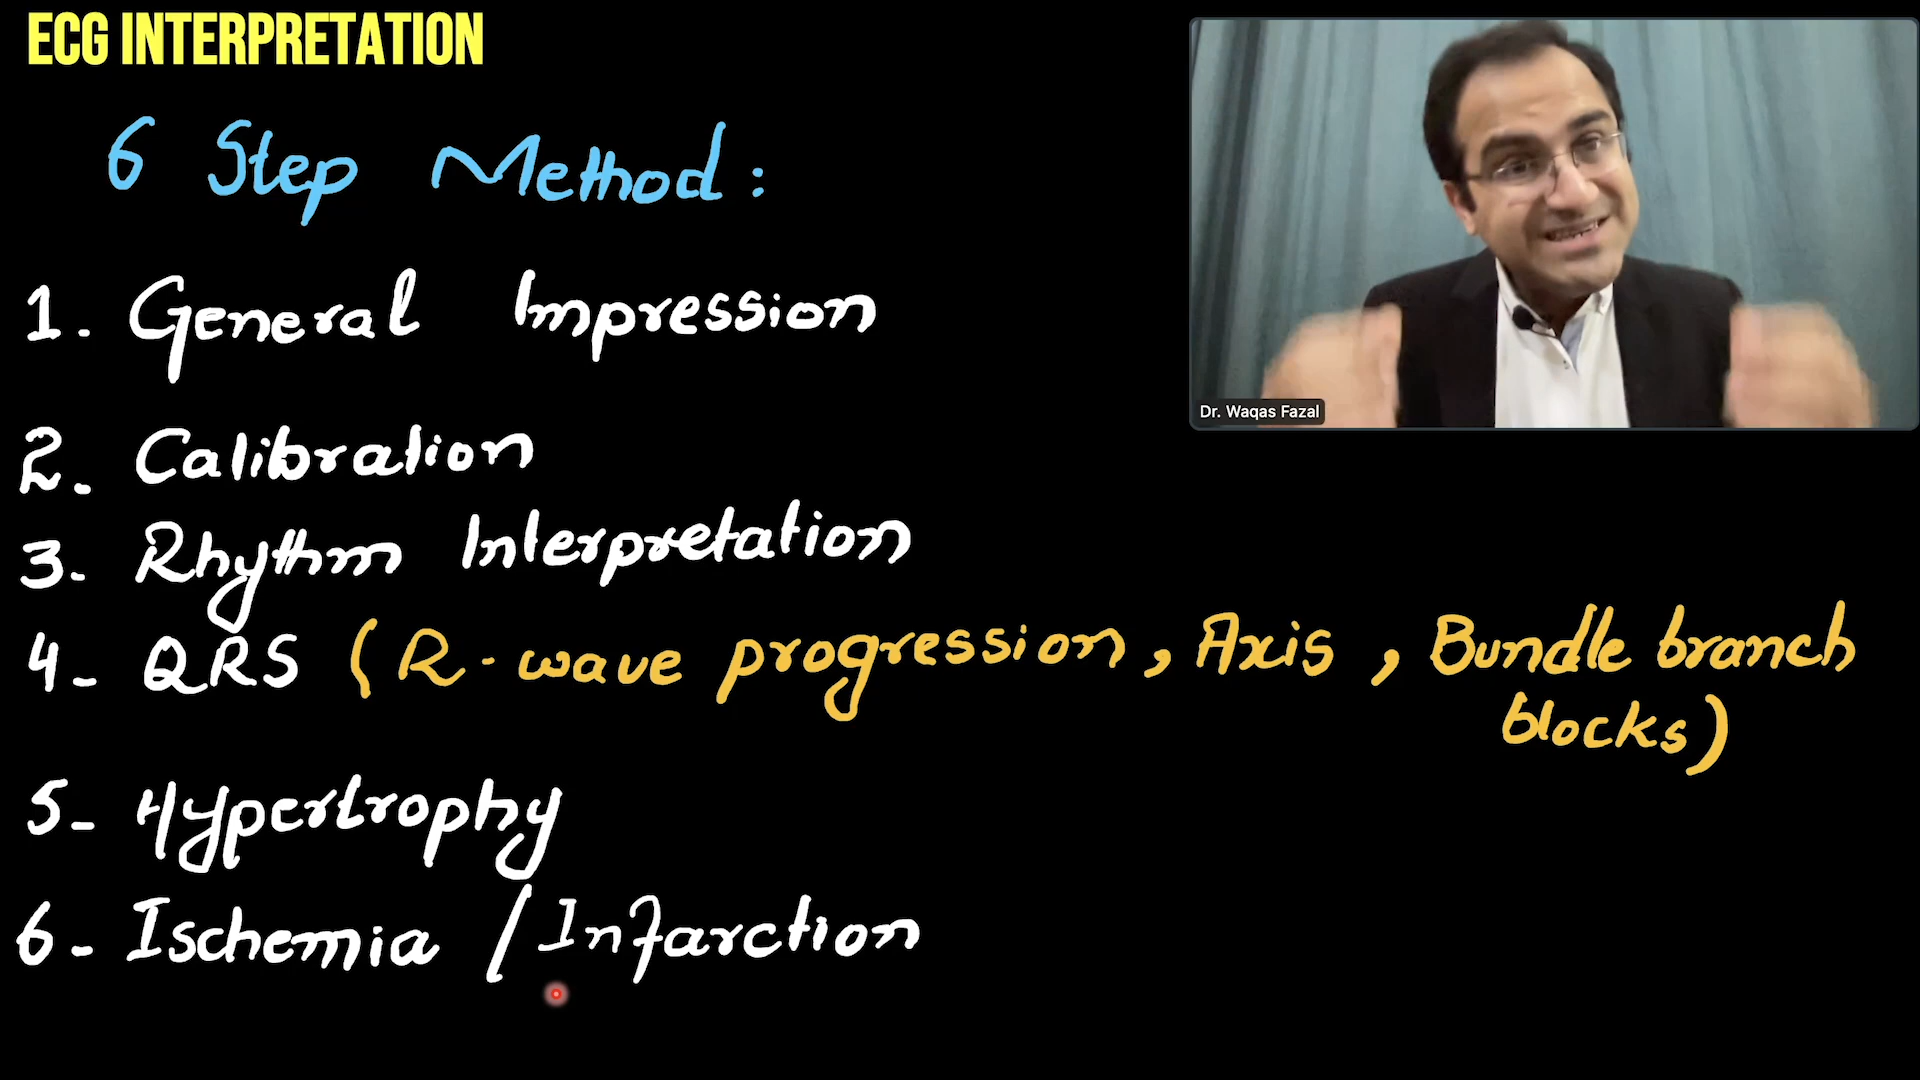 ECG INTERPRETATION
6 Step Method:
1. General Impression
2. Calibration
3. Rhythm Interpretation
4- QRS (R-wave progression, Axis, Bundle branch
blocks)
5- Hypertrophy
6- Ischemia / Infarction
Dr. Waqas Fazal